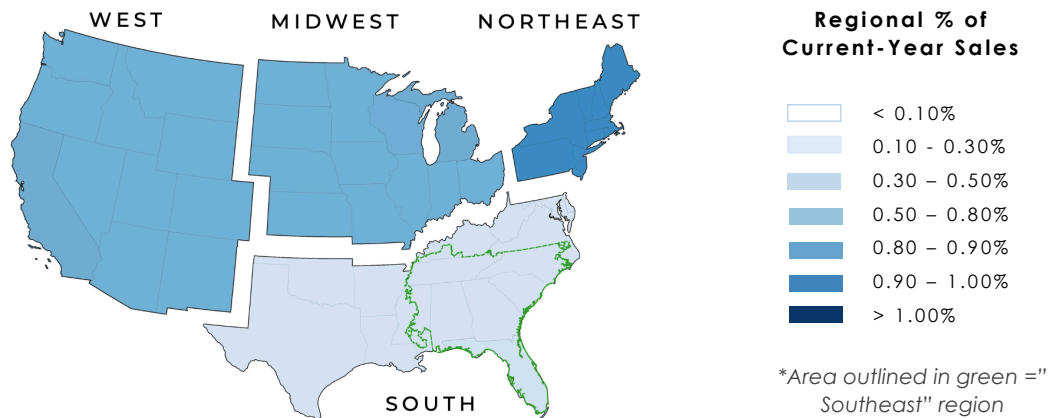 WEST
MIDWEST
NORTHEAST
SOUTH
Regional % of
Current-Year Sales
< 0.10%
0.10 - 0.30%
0.30 – 0.50%
0.50 – 0.80%
0.80 – 0.90%
0.90 – 1.00%
> 1.00%
*Area outlined in green =”
Southeast” region